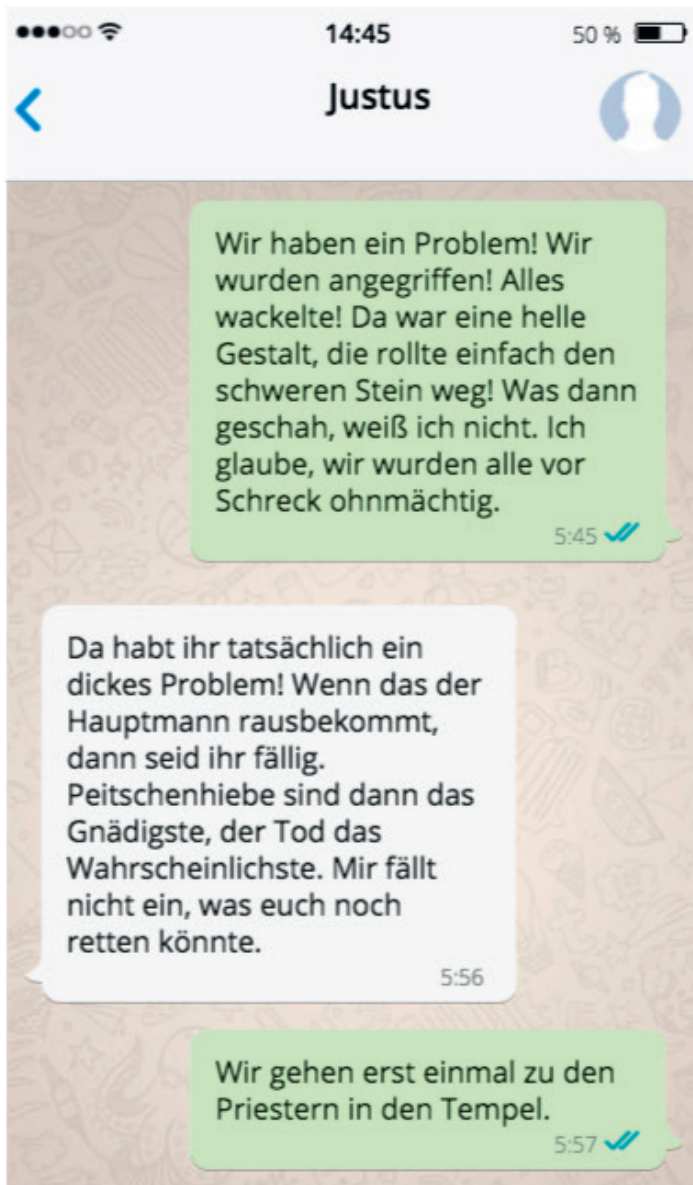 14:45
50 %
Justus
Wir haben ein Problem! Wir
wurden angegriffen! Alles
wackelte! Da war eine helle
Gestalt, die rollte einfach den
schweren Stein weg! Was dann
geschah, weiß ich nicht. Ich
glaube, wir wurden alle vor
Schreck ohnmächtig.
5:45
Da habt ihr tatsächlich ein
dickes Problem! Wenn das der
Hauptmann rausbekommt,
dann seid ihr fällig.
Peitschenhiebe sind dann das
Gnädigste, der Tod das
Wahrscheinlichste. Mir fällt
nicht ein, was euch noch
retten könnte.
5:56
Wir gehen erst einmal zu den
Priestern in den Tempel.
5:57